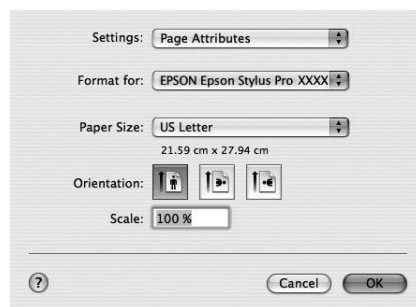 Settings: Page Attributes
Format for: EPSON Epson Stylus Pro XXXX
Paper Size: US Letter
21.59 cm x 27.94 cm
Orientation:
Scale: 100 %
? Cancel OK